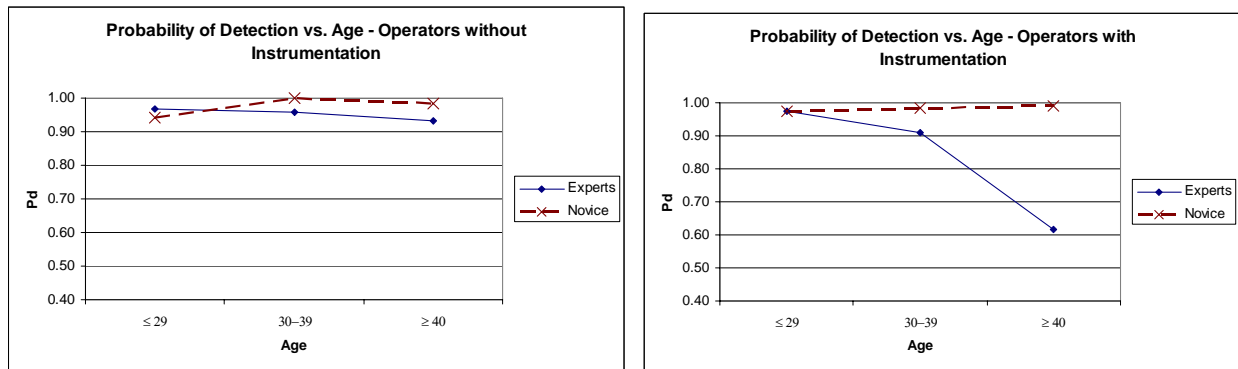 Probability of Detection vs. Age - Operators without
Instrumentation
1.00
0.90
0.80
0.70
0.60
0.50
0.40
Pd
≤ 29
30–39
≥ 40
Age
Experts
Novice
Probability of Detection vs. Age - Operators with
Instrumentation
1.00
0.90
0.80
0.70
0.60
0.50
0.40
Pd
≤ 29
30–39
≥ 40
Age
Experts
Novice